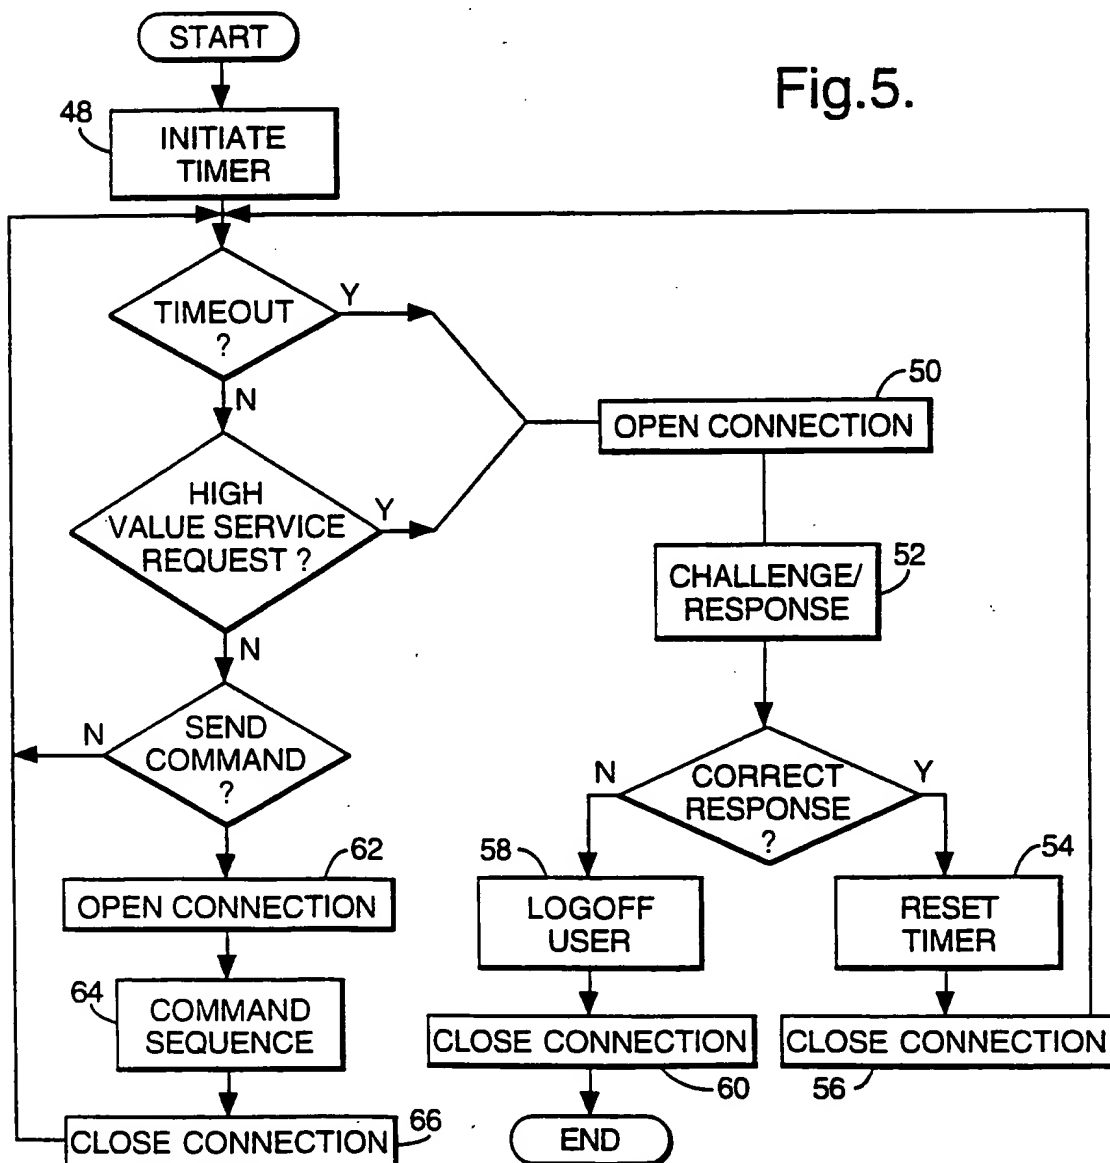 START
Fig.5.
48
INITIATE
TIMER
TIMEOUT
?
Y
N
50
OPEN CONNECTION
HIGH
VALUE SERVICE
REQUEST ?
Y
N
52
CHALLENGE/
RESPONSE
SEND
COMMAND
?
N
CORRECT
RESPONSE
?
N
Y
62
OPEN CONNECTION
58
LOGOFF
USER
54
RESET
TIMER
64
COMMAND
SEQUENCE
CLOSE CONNECTION
60
CLOSE CONNECTION
56
CLOSE CONNECTION
66
END